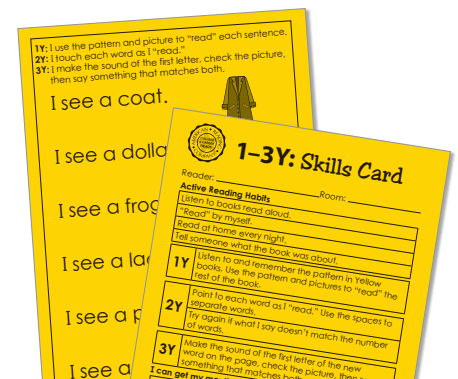 1Y: I use the pattern and picture to “read” each sentence.
2Y: I touch each word as I “read.”
3Y: I make the sound of the first letter, check the picture,
then say something that matches both.
I see a coat.
I see a dolla
I see a frog
I see a la
I see a p
I see a
1–3Y: Skills Card
Reader: Room:
Active Reading Habits
Listen to books read aloud.
“Read” by myself.
Read at home every night.
Tell someone what the book was about.
1Y
Listen to and remember the pattern in Yellow
books. Use the pattern and pictures to “read” the
rest of the book.
2Y
Point to each word as I “read.” Use the spaces to
separate words.
Try again if what I say doesn’t match the number
of words.
3Y
Make the sound of the first letter of the new
word on the page, check the picture, then
something that matches both
I can get my